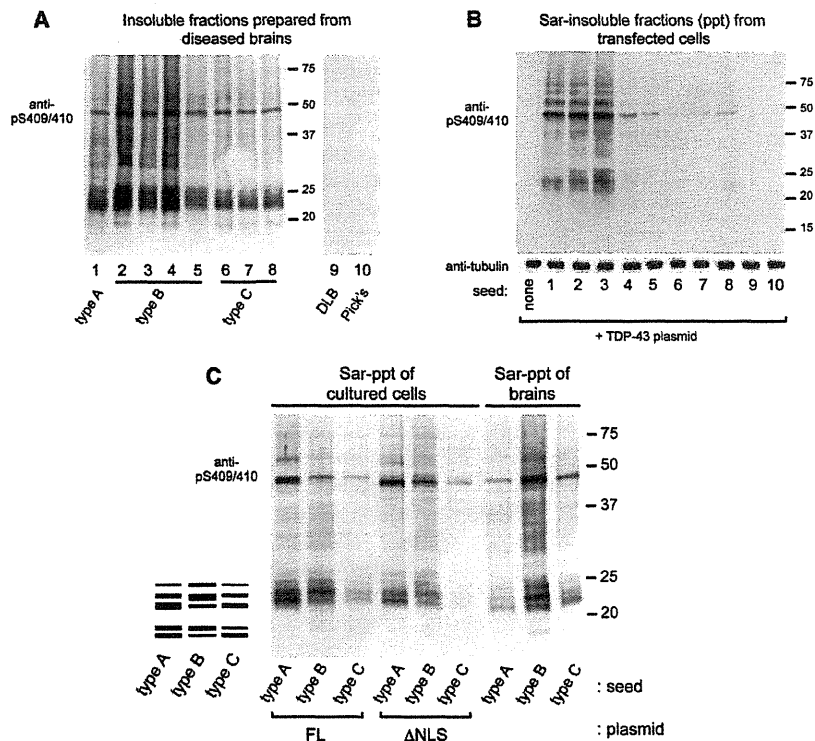 A
Insoluble fractions prepared from
diseased brains
anti-
pS409/410
75
50
37
25
20
1 2 3 4 5 6 7 8 9 10
type A
type B
type C
DLB
Pick's
B
Sar-insoluble fractions (ppt) from
transfected cells
anti-
pS409/410
75
50
37
25
20
15
anti-tubulin
seed: none 1 2 3 4 5 6 7 8 9 10
+ TDP-43 plasmid
C
Sar-ppt of
cultured cells
Sar-ppt of
brains
anti-
pS409/410
75
50
37
25
20
type A type B type C type A type B type C type A type B type C type A type B type C : seed
FL ΔNLS : plasmid